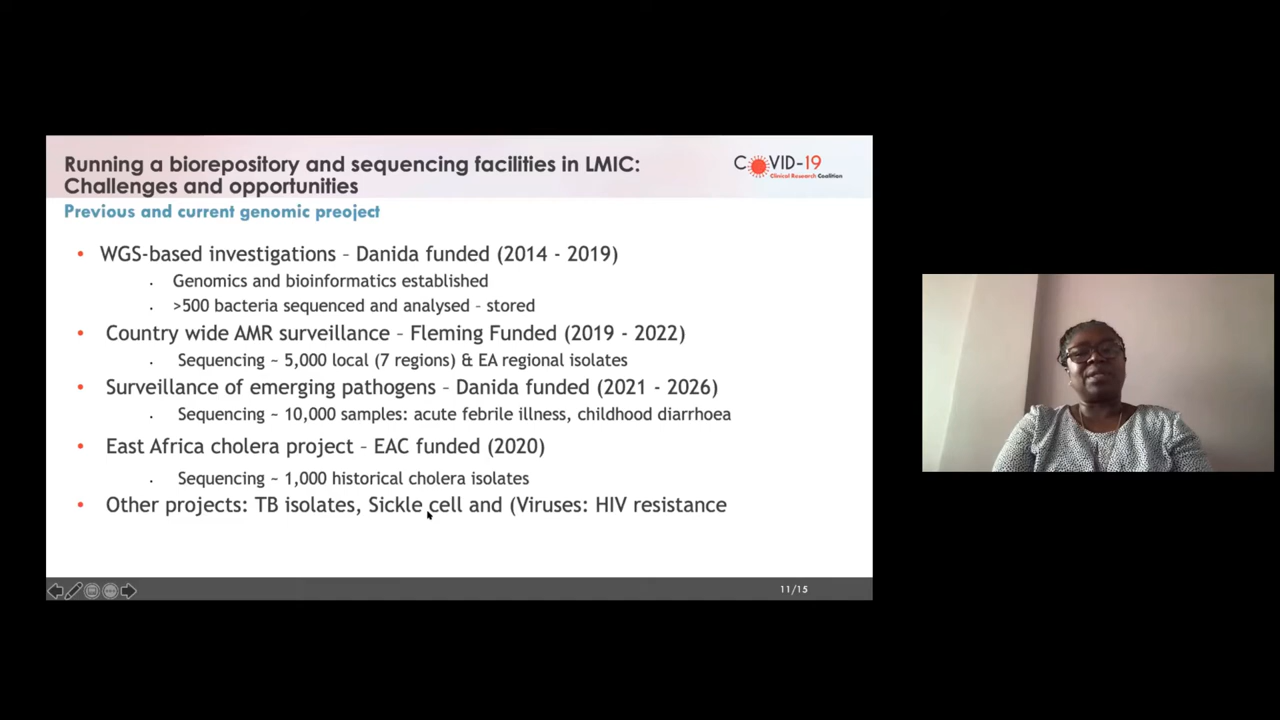 Running a biorepository and sequencing facilities in LMIC:
Challenges and opportunities
COVID-19
Clinical Research Coalition
Previous and current genomic preoject
• WGS-based investigations – Danida funded (2014 - 2019)
. Genomics and bioinformatics established
. >500 bacteria sequenced and analysed – stored
• Country wide AMR surveillance – Fleming Funded (2019 - 2022)
. Sequencing ~ 5,000 local (7 regions) & EA regional isolates
• Surveillance of emerging pathogens – Danida funded (2021 - 2026)
. Sequencing ~ 10,000 samples: acute febrile illness, childhood diarrhoea
• East Africa cholera project – EAC funded (2020)
. Sequencing ~ 1,000 historical cholera isolates
• Other projects: TB isolates, Sickle cell and (Viruses: HIV resistance
11/15